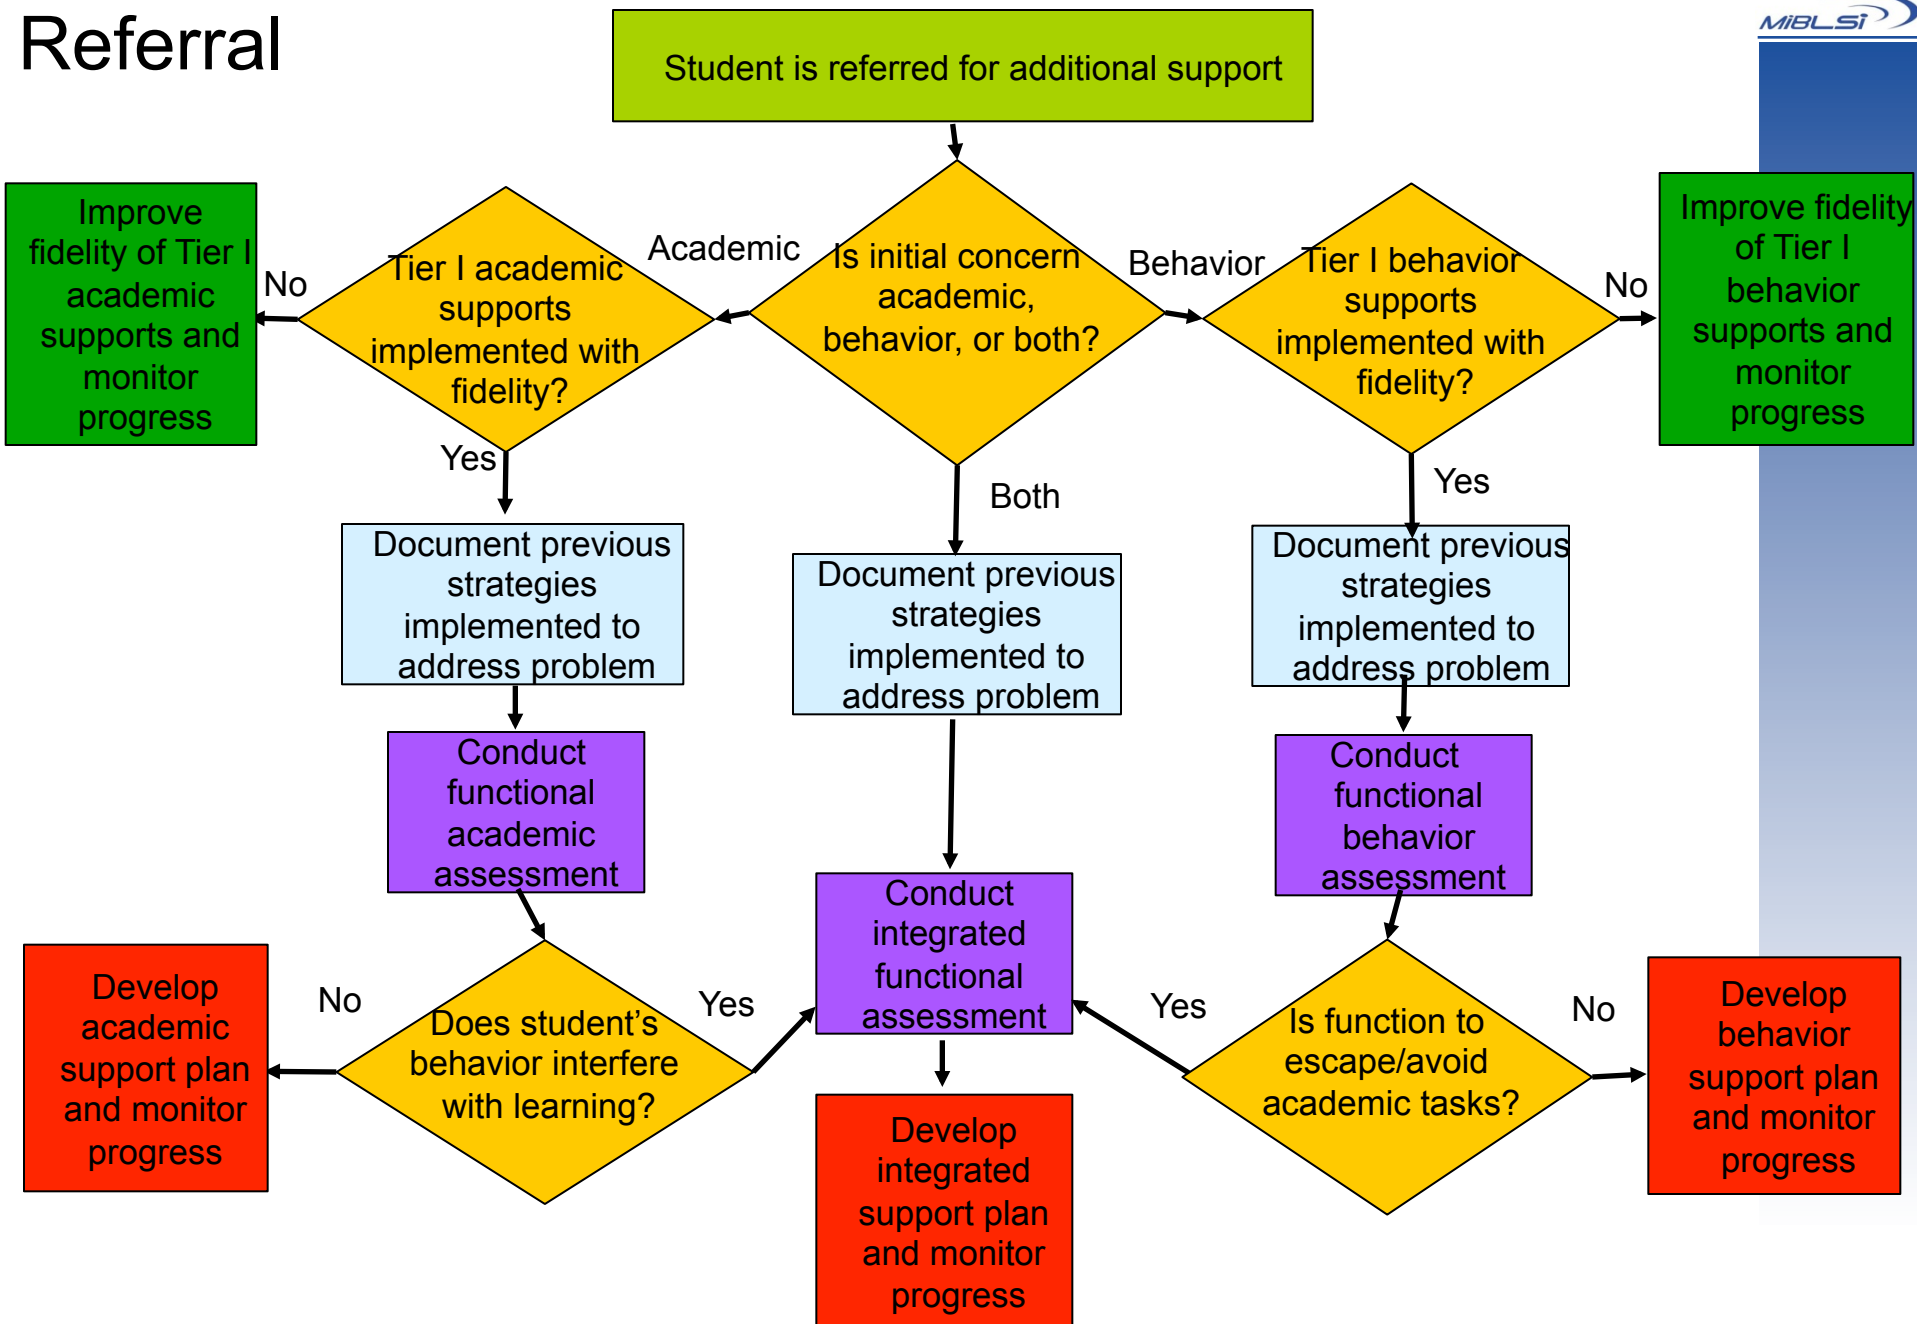 Referral
MiBLSi
Student is referred for additional support
Improve
fidelity of Tier I
academic
supports and
monitor
progress
No
Tier I academic
supports
implemented with
fidelity?
Academic
Is initial concern
academic,
behavior, or both?
Behavior
Tier I behavior
supports
implemented with
fidelity?
No
Improve fidelity
of Tier I
behavior
supports and
monitor
progress
Yes
Both
Yes
Document previous
strategies
implemented to
address problem
Document previous
strategies
implemented to
address problem
Document previous
strategies
implemented to
address problem
Conduct
functional
academic
assessment
Conduct
functional
behavior
assessment
Conduct
integrated
functional
assessment
Develop
academic
support plan
and monitor
progress
No
Does student’s
behavior interfere
with learning?
Yes
Yes
Is function to
escape/avoid
academic tasks?
No
Develop
behavior
support plan
and monitor
progress
Develop
integrated
support plan
and monitor
progress